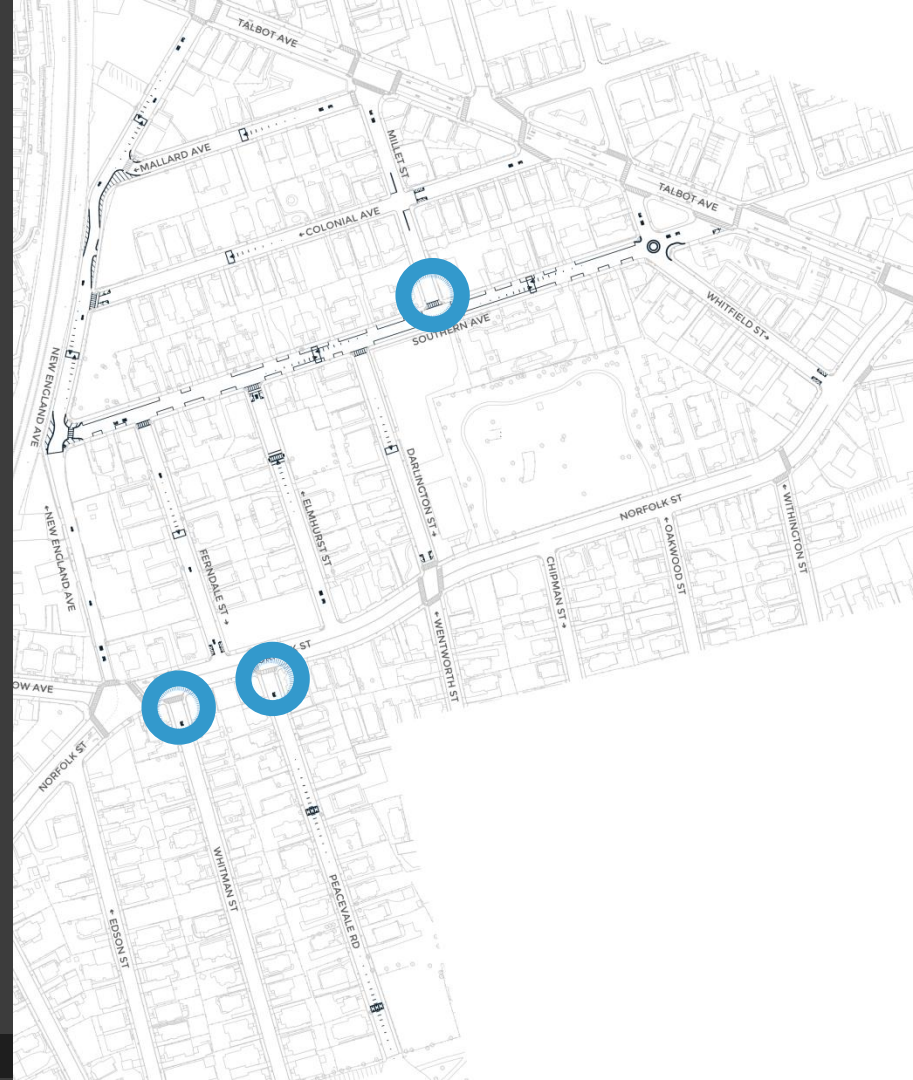 TALBOT AVE
←MALLARD AVE
MILLET ST
TALBOT AVE
←COLONIAL AVE
WHITFIELD ST→
SOUTHERN AVE
NEW ENGLAND AVE
DARLINGTON ST→
←ELMHURST ST
NORFOLK ST
←WITHINGTON ST
←NEW ENGLAND AVE
←OAKWOOD ST
FERNDALE ST→
CHIPMAN ST→
←WENTWORTH ST
ST
OW AVE
NORFOLK ST
WHITMAN ST
PEACEVALE RD
←EDSON ST